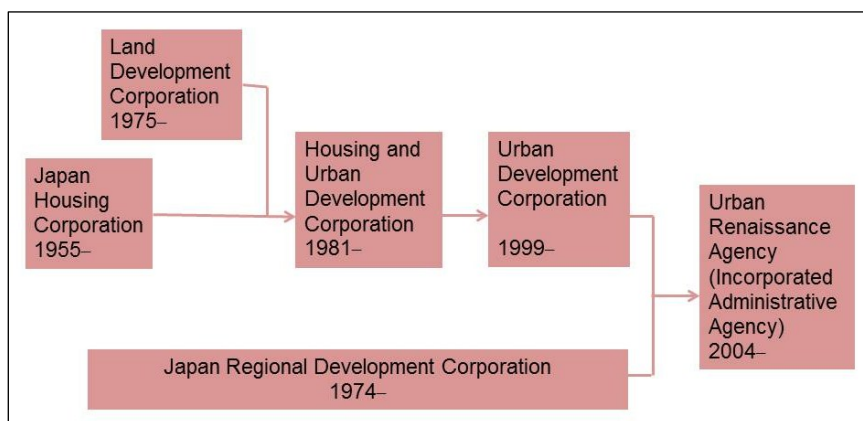 Land
Development
Corporation
1975–
Japan
Housing
Corporation
1955–
Housing and
Urban
Development
Corporation
1981–
Urban
Development
Corporation
1999–
Urban
Renaissance
Agency
(Incorporated
Administrative
Agency)
2004–
Japan Regional Development Corporation
1974–